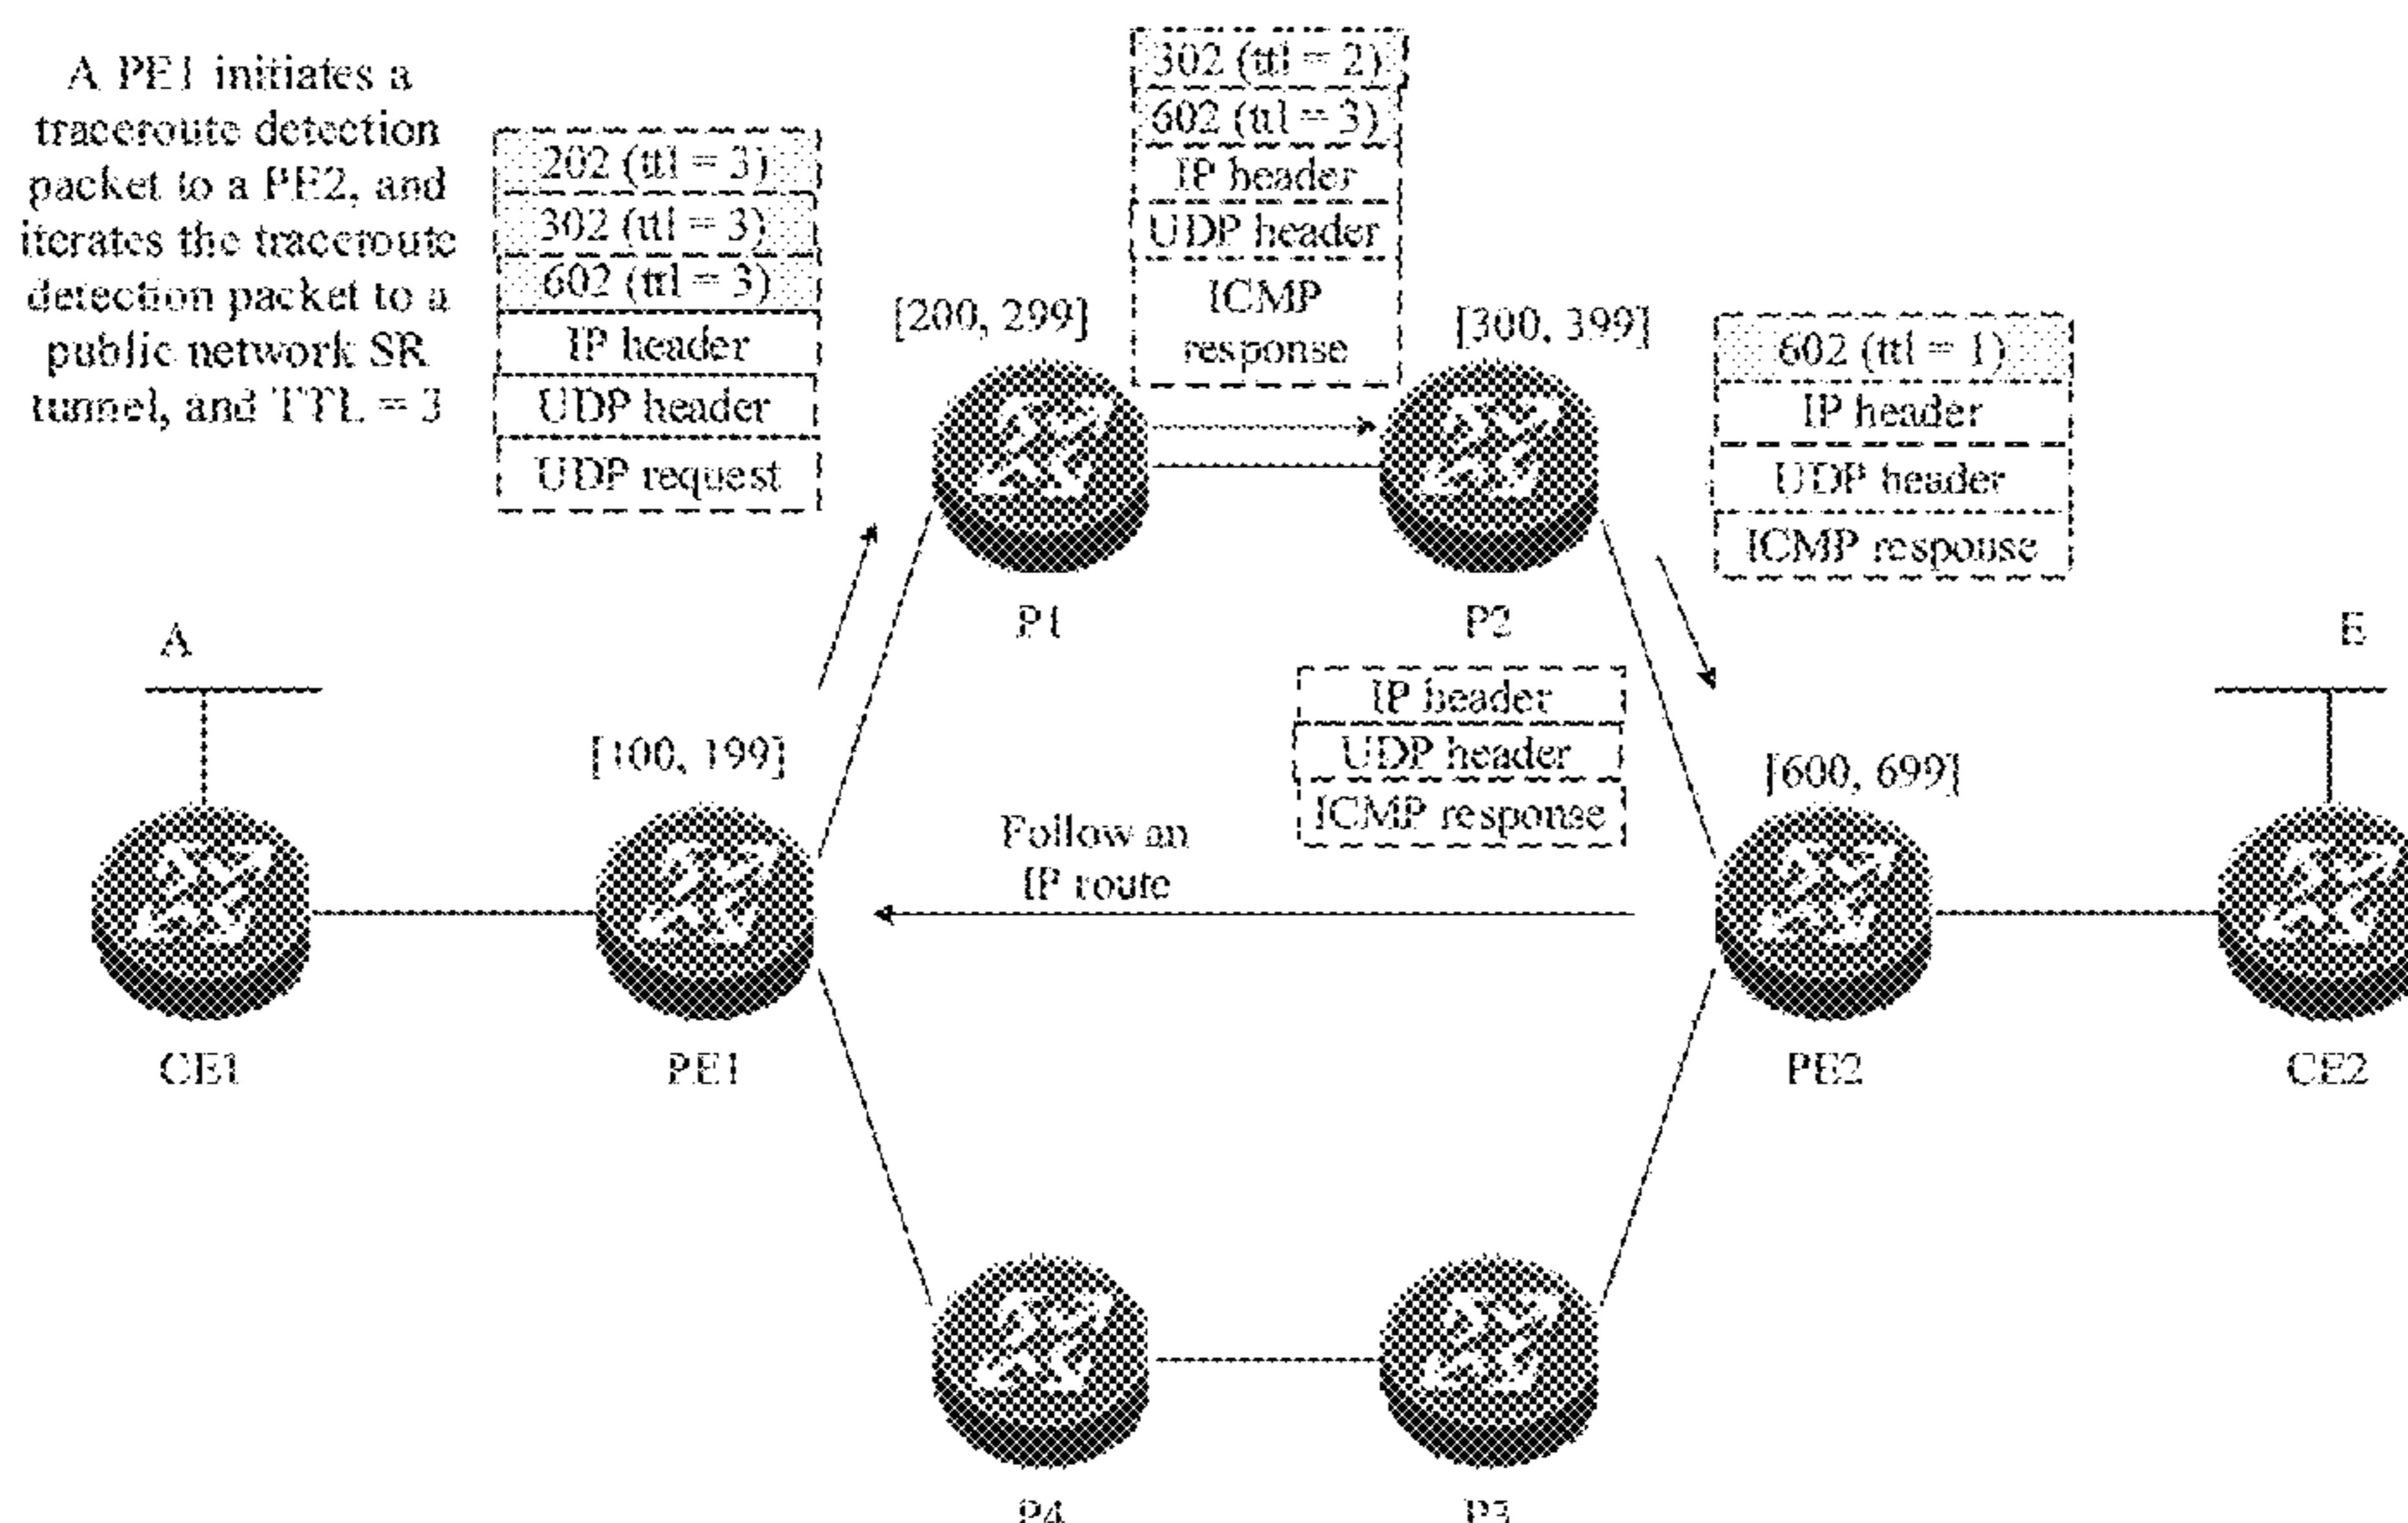 A PE1 initiates a
traceroute detection
packet to a PE2, and
iterates the traceroute
detection packet to a
public network SR
tunnel, and TTL = 3
202 (ttl = 3)
302 (ttl = 3)
602 (ttl = 3)
IP header
UDP header
UDP request
302 (ttl = 2)
602 (ttl = 3)
IP header
UDP header
ICMP
response
[200, 299]
[300, 399]
602 (ttl = 1)
IP header
UDP header
ICMP response
P1
P2
A
E
IP header
UDP header
ICMP response
[100, 199]
[600, 699]
Follow an
IP route
CE1
PE1
PE2
CE2
P4
P3